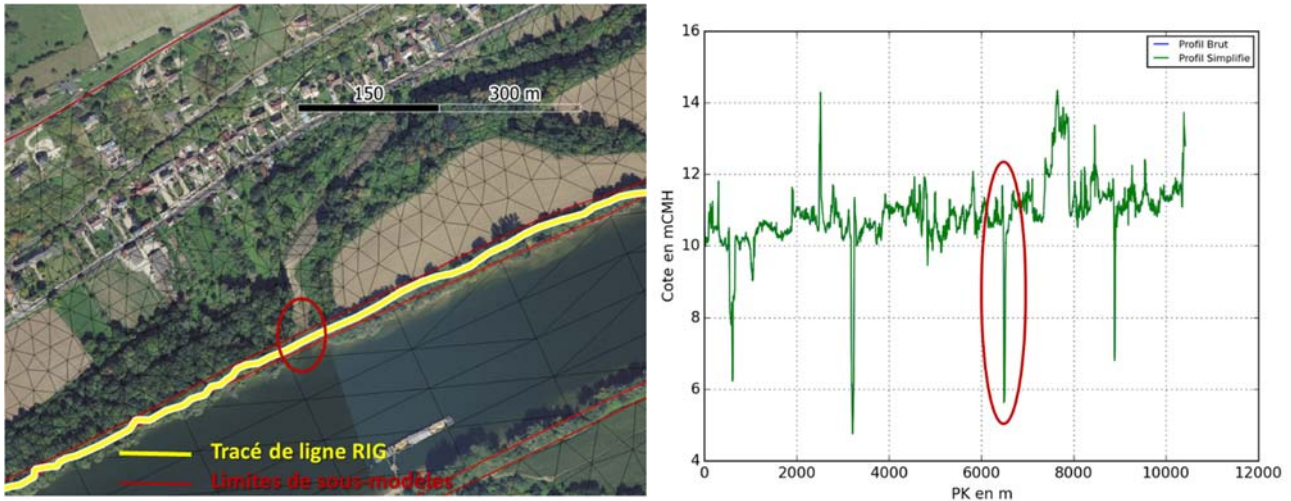 150 300 m
Tracé de ligne RIG
Limites de sous-modèles
16
14
12
10
8
6
4
Cote en mCMH
Profil Brut
Profil Simplifie
0 2000 4000 6000 8000 10000 12000
PK en m